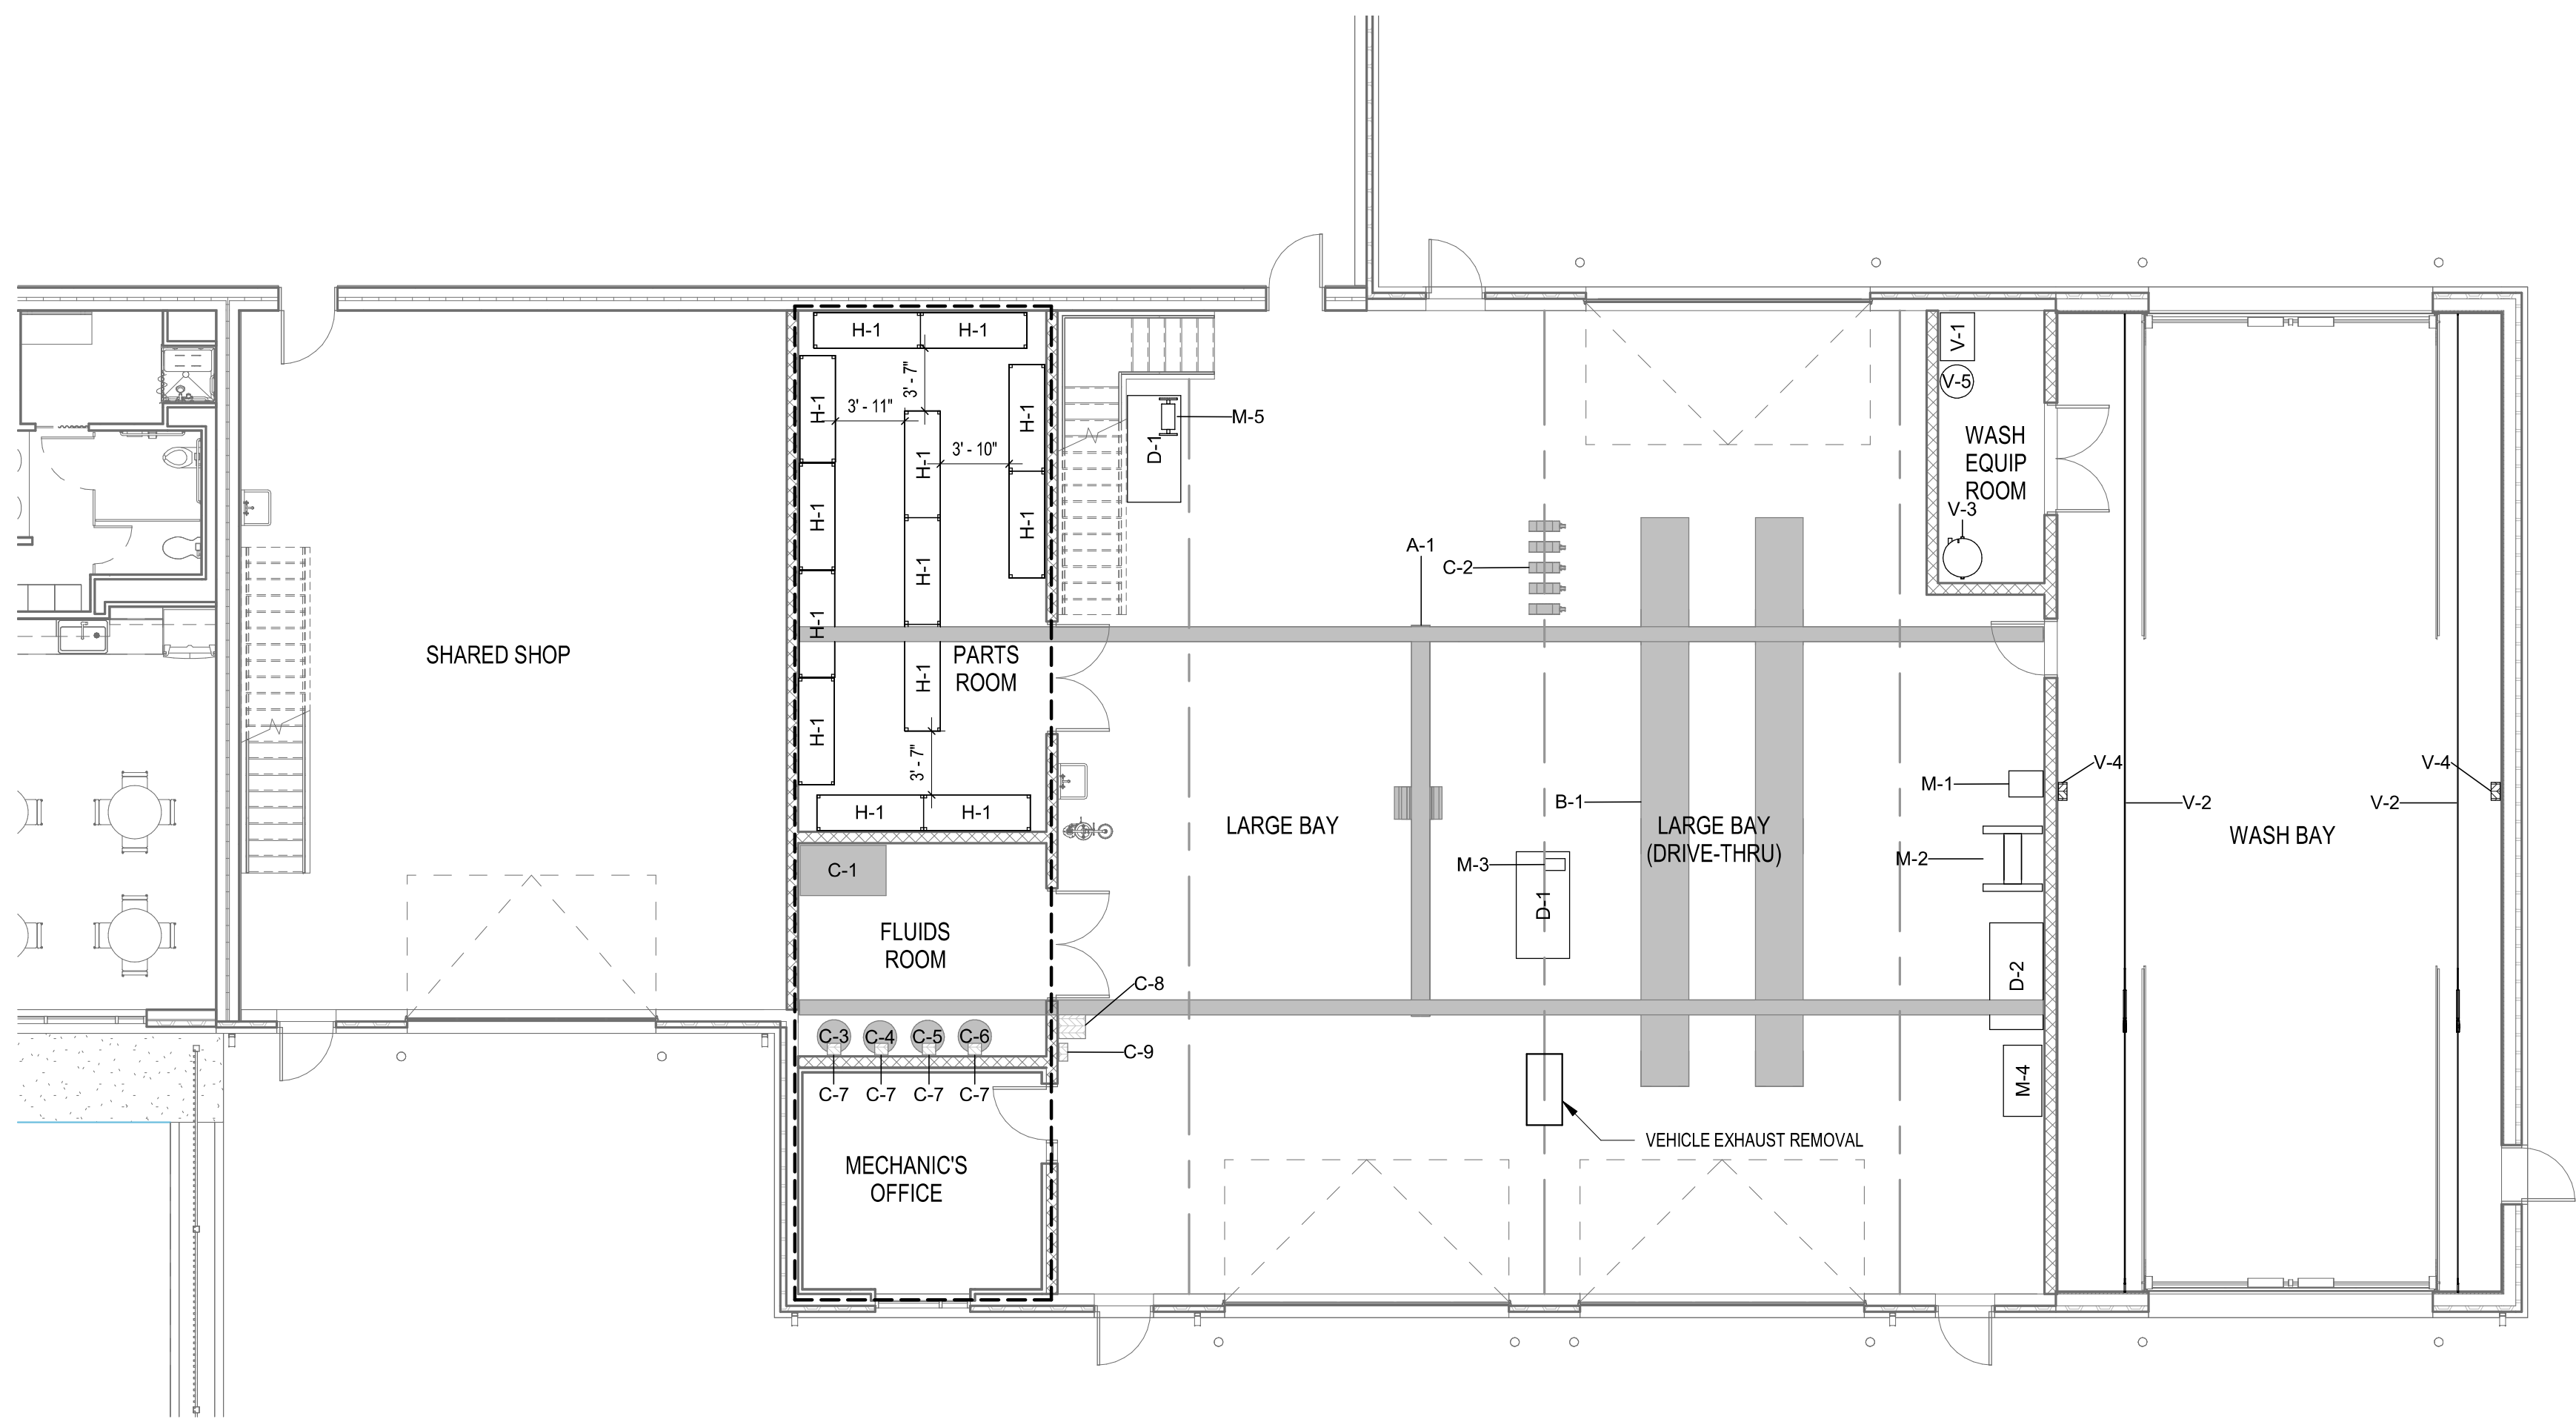 H-1
H-1
V-1
3' - 7"
V-5
H-1
3' - 11"
H-1
M-5
D-1
WASH
EQUIP
ROOM
3' - 10"
H-1
H-1
H-1
V-3
A-1
C-2
H-1
H-1
SHARED SHOP
PARTS
ROOM
H-1
H-1
3' - 7"
V-4
V-4
M-1
B-1
V-2
V-2
H-1
H-1
LARGE BAY
LARGE BAY
(DRIVE-THRU)
WASH BAY
M-2
M-3
C-1
D-1
FLUIDS
ROOM
D-2
C-8
C-3
C-4
C-5
C-6
C-9
M-4
C-7
C-7
C-7
C-7
VEHICLE EXHAUST REMOVAL
MECHANIC'S
OFFICE